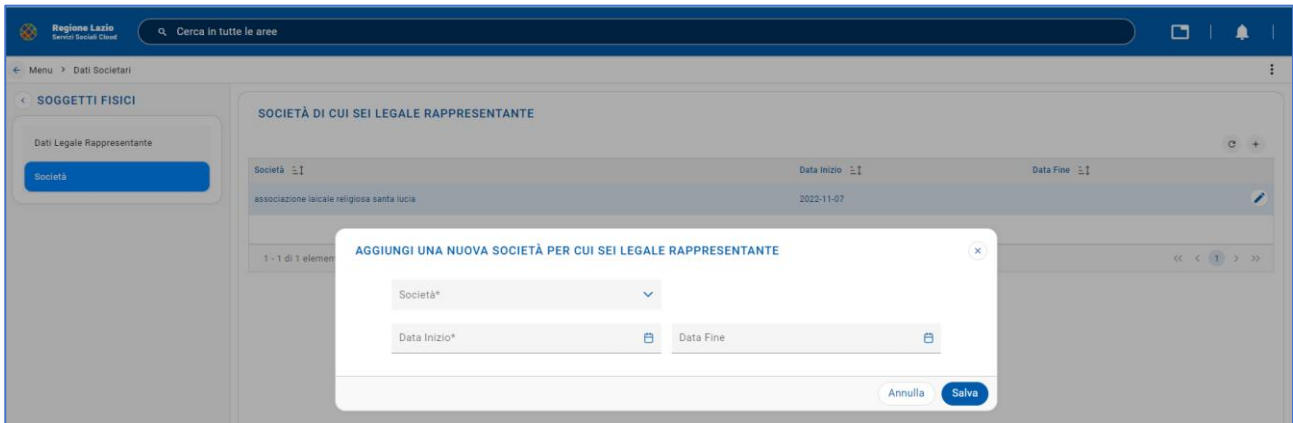 Regione Lazio
Servizi Sociali Cloud
Cerca in tutte le aree
Menu > Dati Societari
SOGGETTI FISICI
Dati Legale Rappresentante
Società
SOCIETÀ DI CUI SEI LEGALE RAPPRESENTANTE
Società Data Inizio Data Fine
associazione laicale religiosa santa lucia 2022-11-07
1 - 1 di 1 elemen
<< < 1 > >>
AGGIUNGI UNA NUOVA SOCIETÀ PER CUI SEI LEGALE RAPPRESENTANTE
Società*
Data Inizio* Data Fine
Annulla Salva